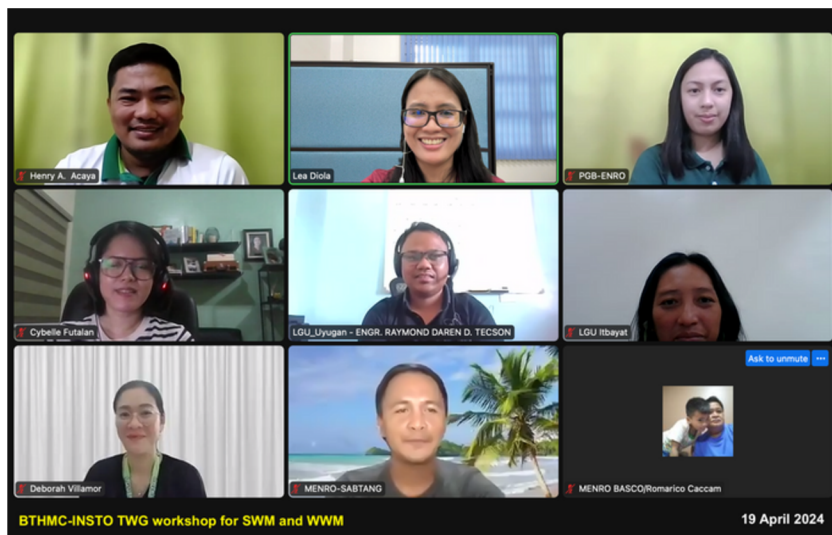 Henry A. Acaya
Lea Diola
PGB-ENRO
Cybelle Futalan
LGU_Uyugan - ENGR. RAYMOND DAREN D. TECSON
LGU Itbayat
Ask to unmute
Deborah Villamor
MENRO-SABTANG
MENRO BASCO/Romarico Caccam
BTHMC-INSTO TWG workshop for SWM and WWM
19 April 2024